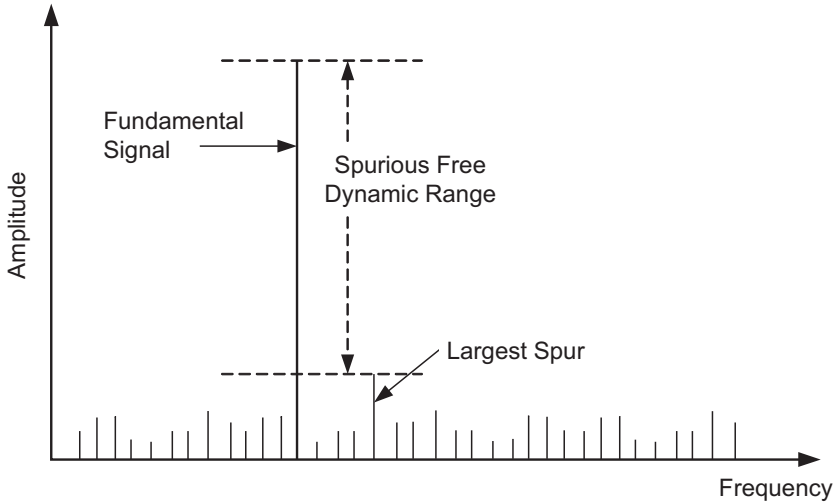 Fundamental
Signal
Spurious Free
Dynamic Range
Amplitude
Largest Spur
Frequency